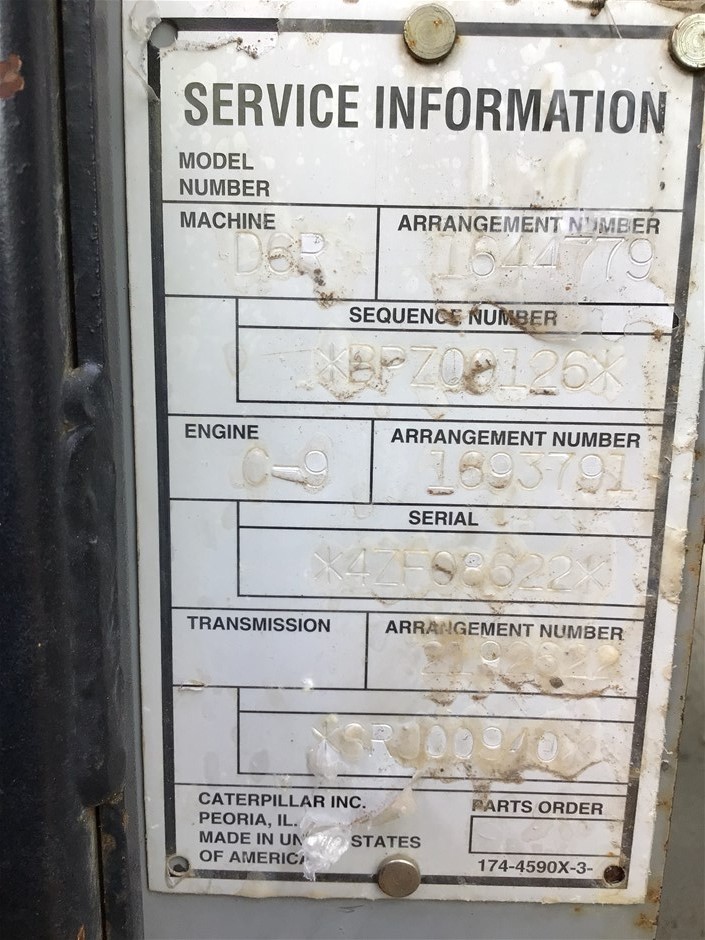 SERVICE INFORMATION
MODEL
NUMBER
MACHINE ARRANGEMENT NUMBER
D6R 1644779
SEQUENCE NUMBER
*BPZ00126*
ENGINE ARRANGEMENT NUMBER
C-9 1693791
SERIAL
*4ZF08622*
TRANSMISSION ARRANGEMENT NUMBER
CATERPILLAR INC. PARTS ORDER
PEORIA, IL.
MADE IN UNITED STATES
OF AMERICA
174-4590X-3-